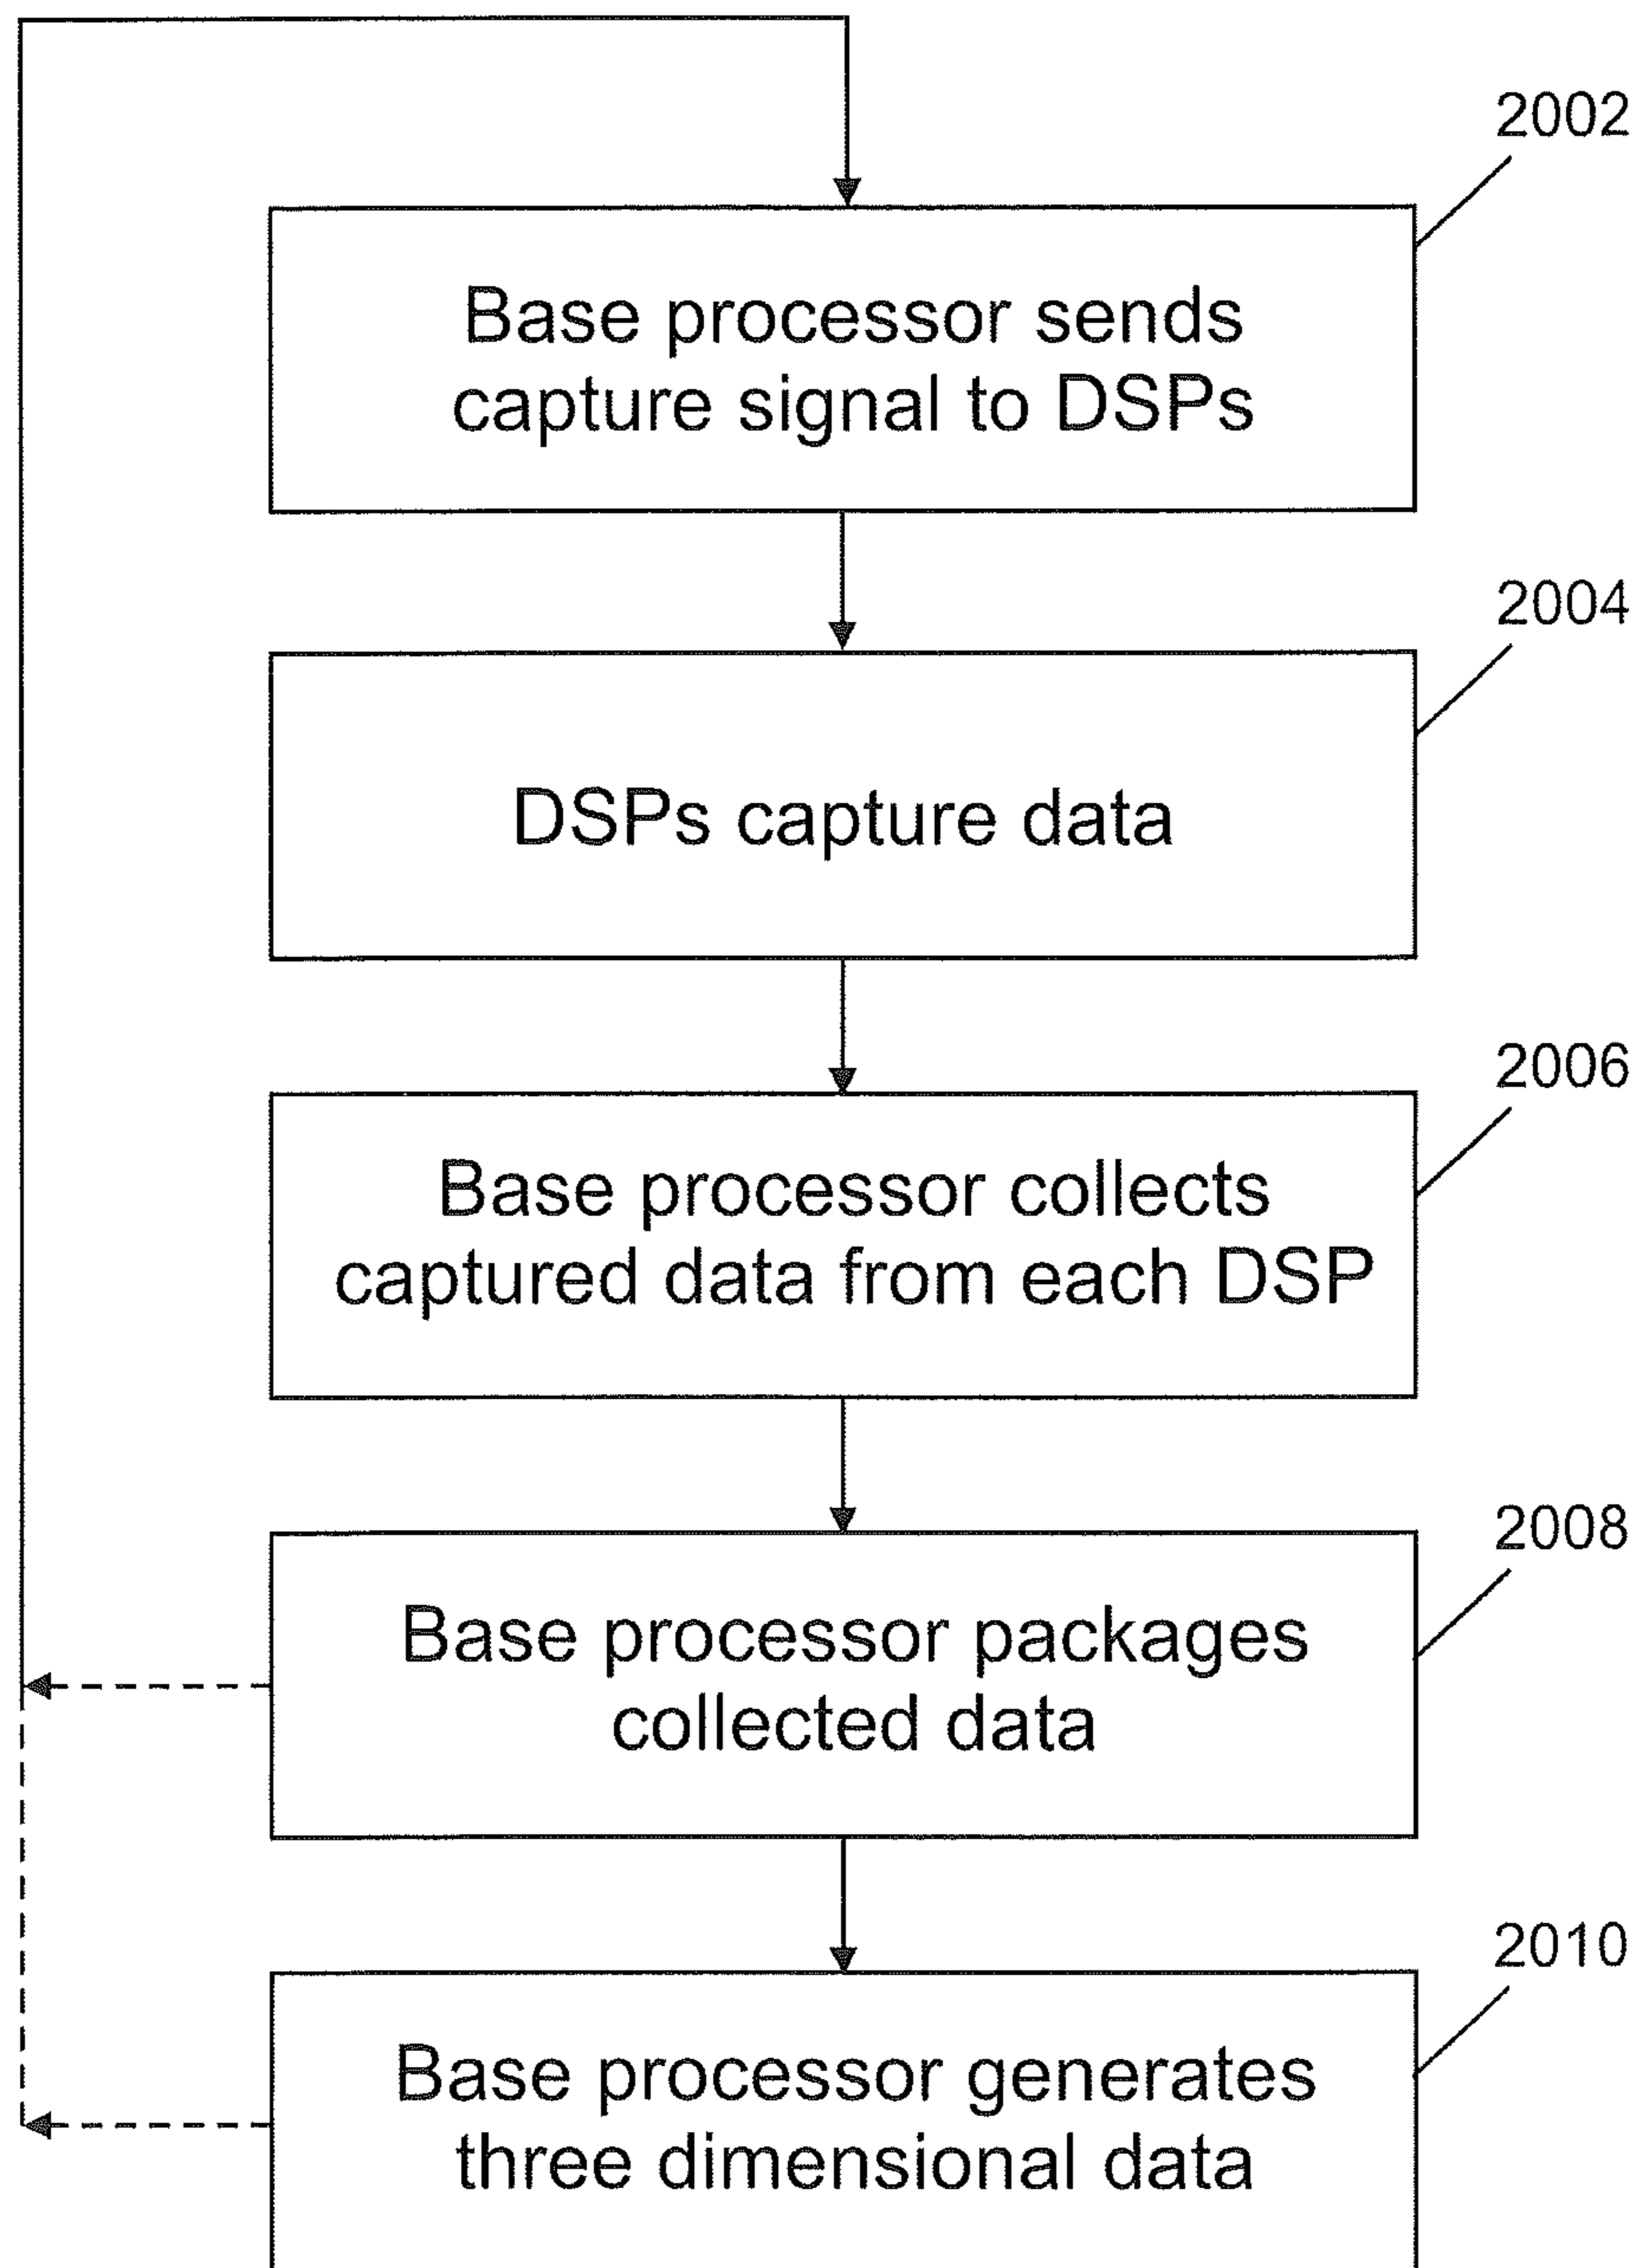 2002
Base processor sends
capture signal to DSPs
2004
DSPs capture data
2006
Base processor collects
captured data from each DSP
2008
Base processor packages
collected data
2010
Base processor generates
three dimensional data